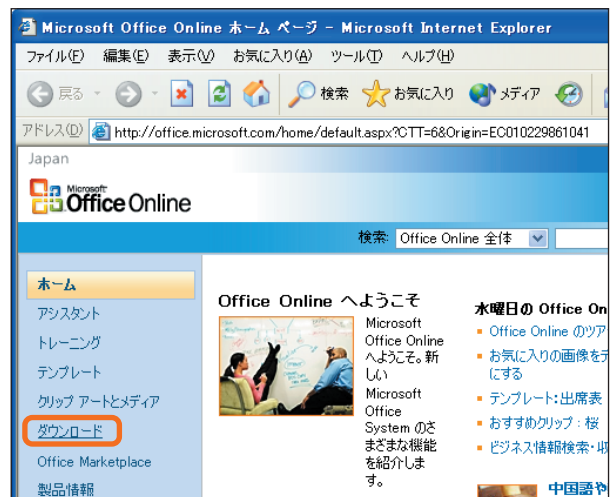 Microsoft Office Online ホーム ページ - Microsoft Internet Explorer
ファイル(F) 編集(E) 表示(V) お気に入り(A) ツール(T) ヘルプ(H)
戻る 検索 お気に入り メディア
アドレス(D) http://office.microsoft.com/home/default.aspx?CTT=6&Origin=EC010229861041
Japan
Microsoft
Office Online
検索: Office Online 全体
ホーム
アシスタント
トレーニング
テンプレート
クリップ アートとメディア
ダウンロード
Office Marketplace
製品情報
Office Online へようこそ
Microsoft
Office Online
へようこそ。新
しい
Microsoft
Office
System のさ
まざまな機能
を紹介しま
す。
水曜日の Office On
Office Online のツア
お気に入りの画像をデ
にする
テンプレート:出席表
おすすめクリップ : 桜
ビジネス情報検索・収
中国語や